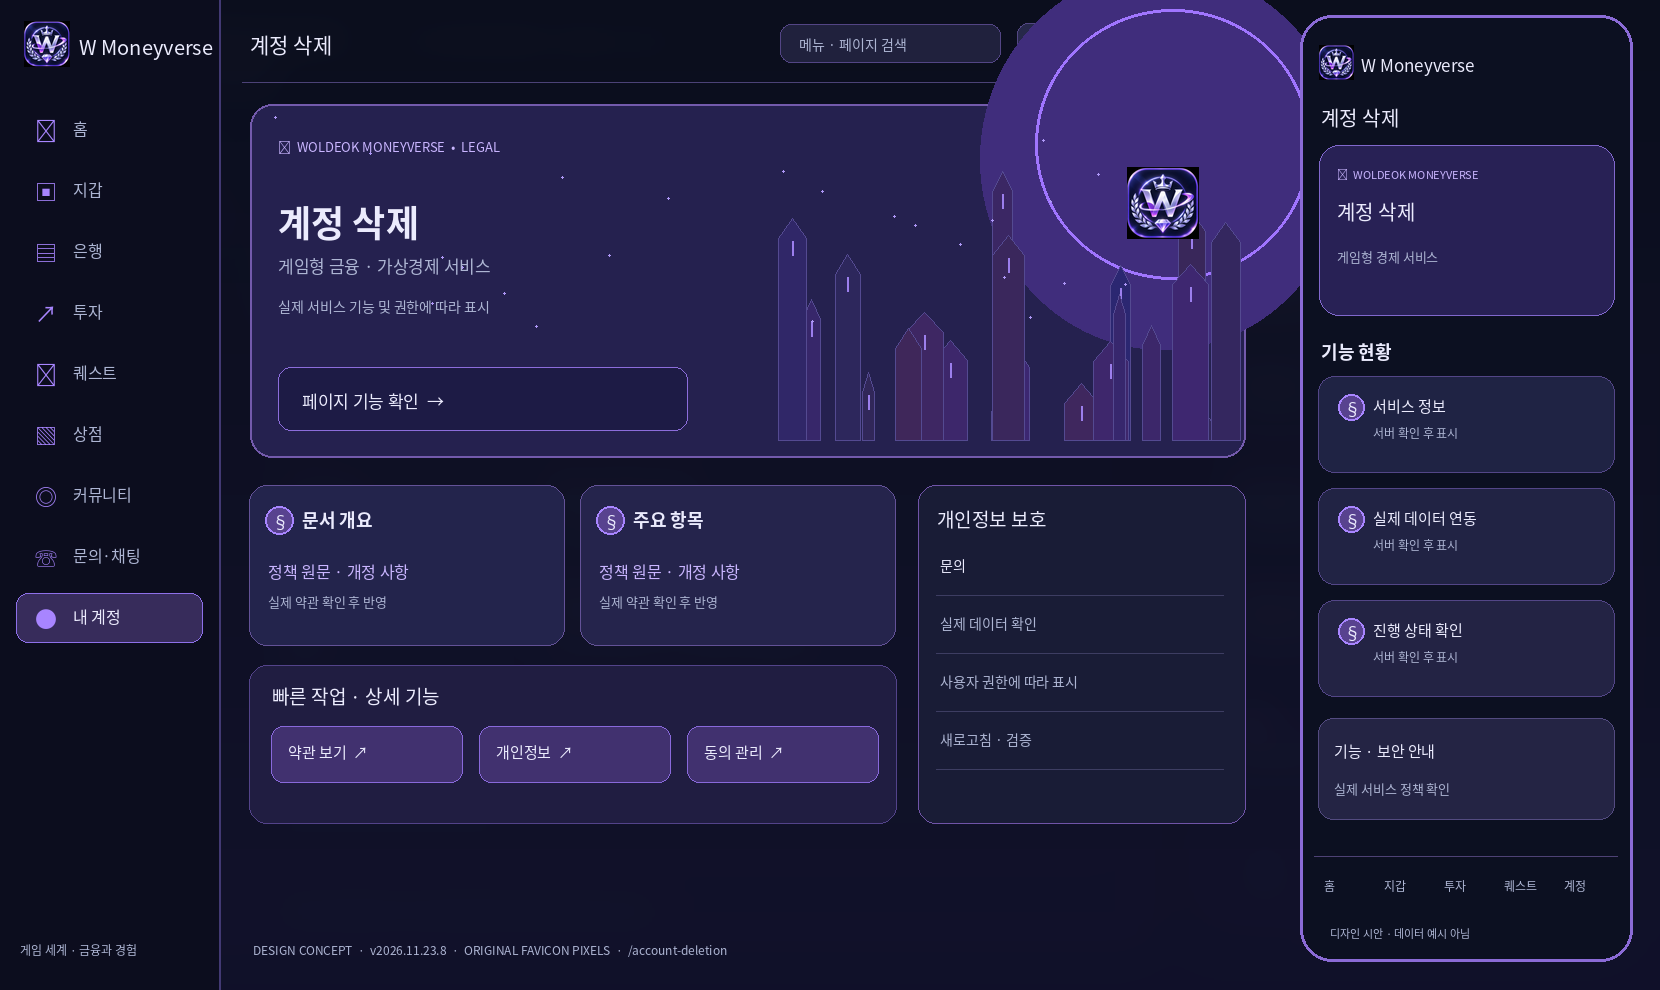 W Moneyverse
홈
지갑
은행
투자
퀘스트
상점
커뮤니티
문의·채팅
내 계정
게임 세계 · 금융과 경험
계정 삭제
메뉴 · 페이지 검색
WOLDEOK MONEYVERSE • LEGAL
계정 삭제
게임형 금융 · 가상경제 서비스
실제 서비스 기능 및 권한에 따라 표시
페이지 기능 확인 →
§ 문서 개요
정책 원문 · 개정 사항
실제 약관 확인 후 반영
§ 주요 항목
정책 원문 · 개정 사항
실제 약관 확인 후 반영
빠른 작업 · 상세 기능
약관 보기 ↗
개인정보 ↗
동의 관리 ↗
개인정보 보호
문의
실제 데이터 확인
사용자 권한에 따라 표시
새로고침 · 검증
DESIGN CONCEPT · v2026.11.23.8 · ORIGINAL FAVICON PIXELS · /account-deletion
W Moneyverse
계정 삭제
WOLDEOK MONEYVERSE
계정 삭제
게임형 경제 서비스
기능 현황
§ 서비스 정보
서버 확인 후 표시
§ 실제 데이터 연동
서버 확인 후 표시
§ 진행 상태 확인
서버 확인 후 표시
기능 · 보안 안내
실제 서비스 정책 확인
홈 지갑 투자 퀘스트 계정
디자인 시안 · 데이터 예시 아님